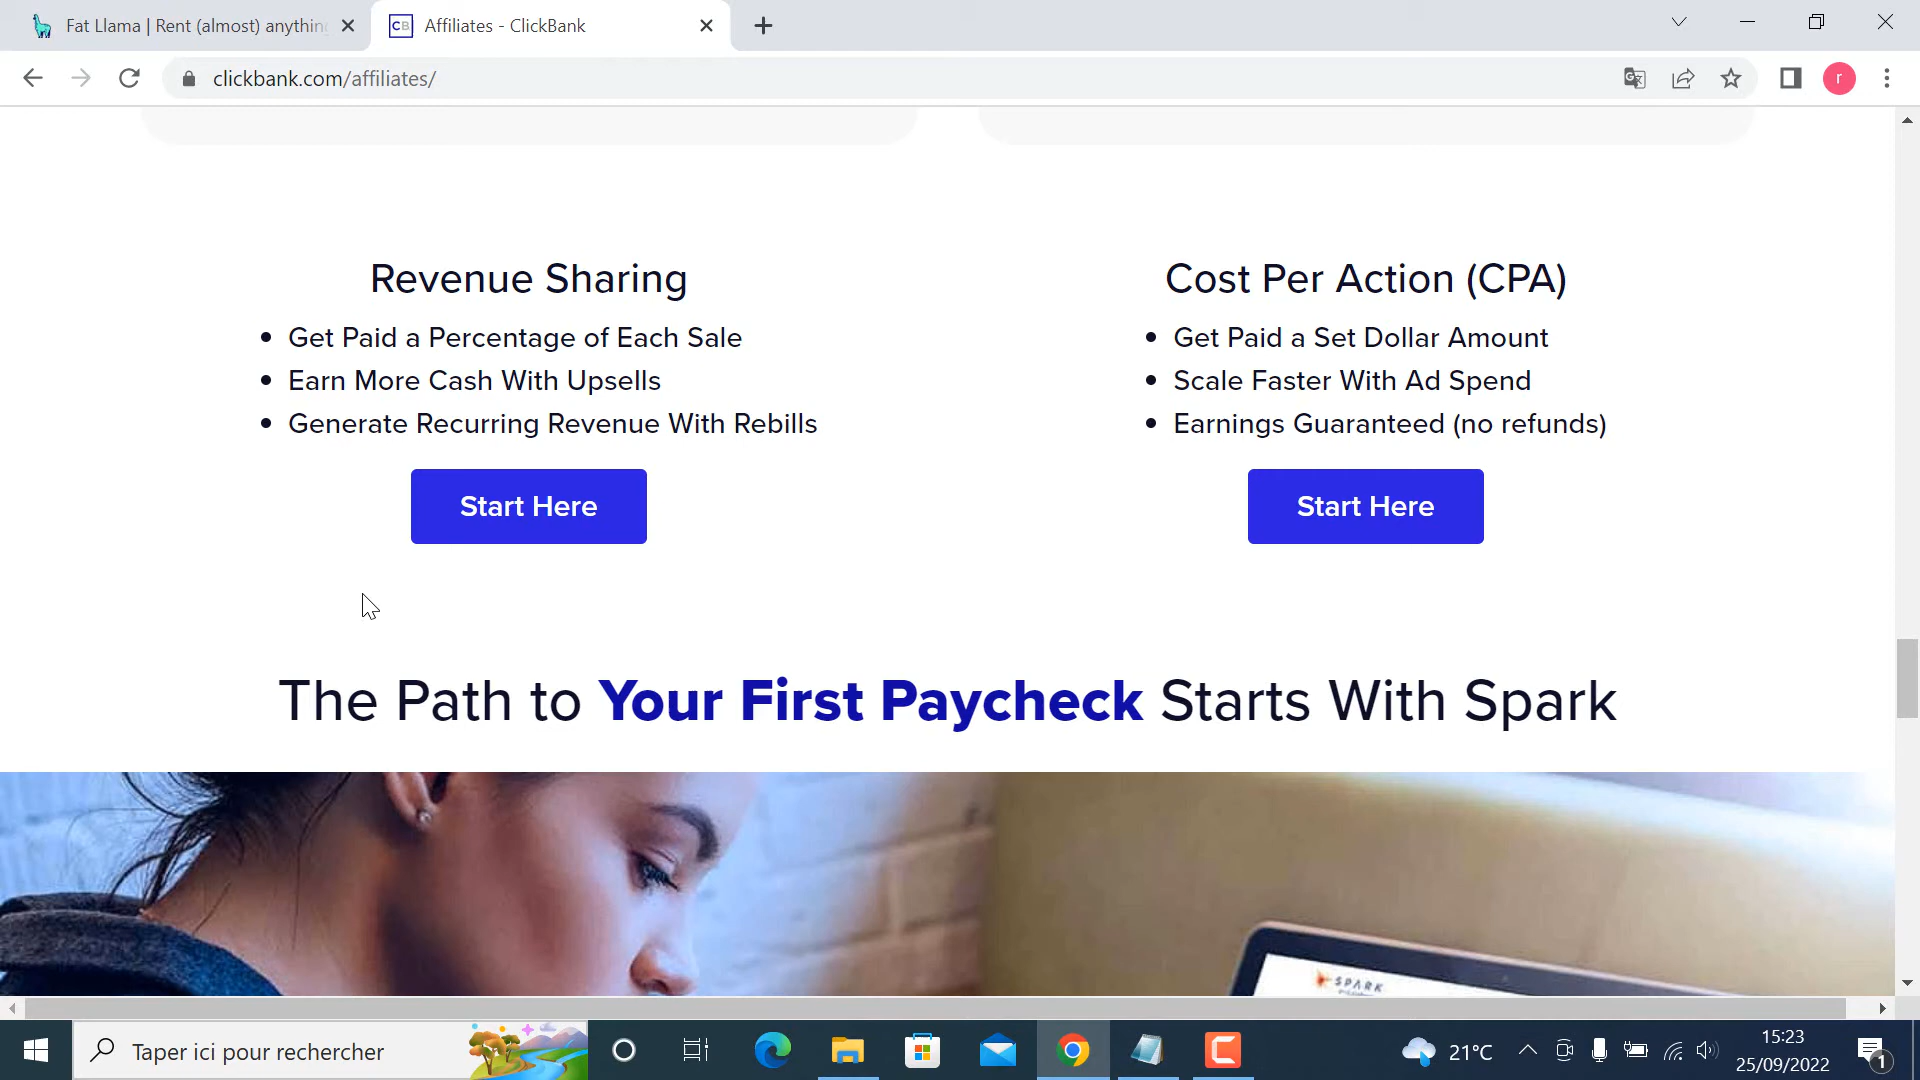 Fat Llama | Rent (almost) anythin
Affiliates - ClickBank
clickbank.com/affiliates/
r
Revenue Sharing
Get Paid a Percentage of Each Sale
Earn More Cash With Upsells
Generate Recurring Revenue With Rebills
Start Here
Cost Per Action (CPA)
Get Paid a Set Dollar Amount
Scale Faster With Ad Spend
Earnings Guaranteed (no refunds)
Start Here
The Path to Your First Paycheck Starts With Spark
SPARK
Taper ici pour rechercher
21°C
15:23
25/09/2022
1